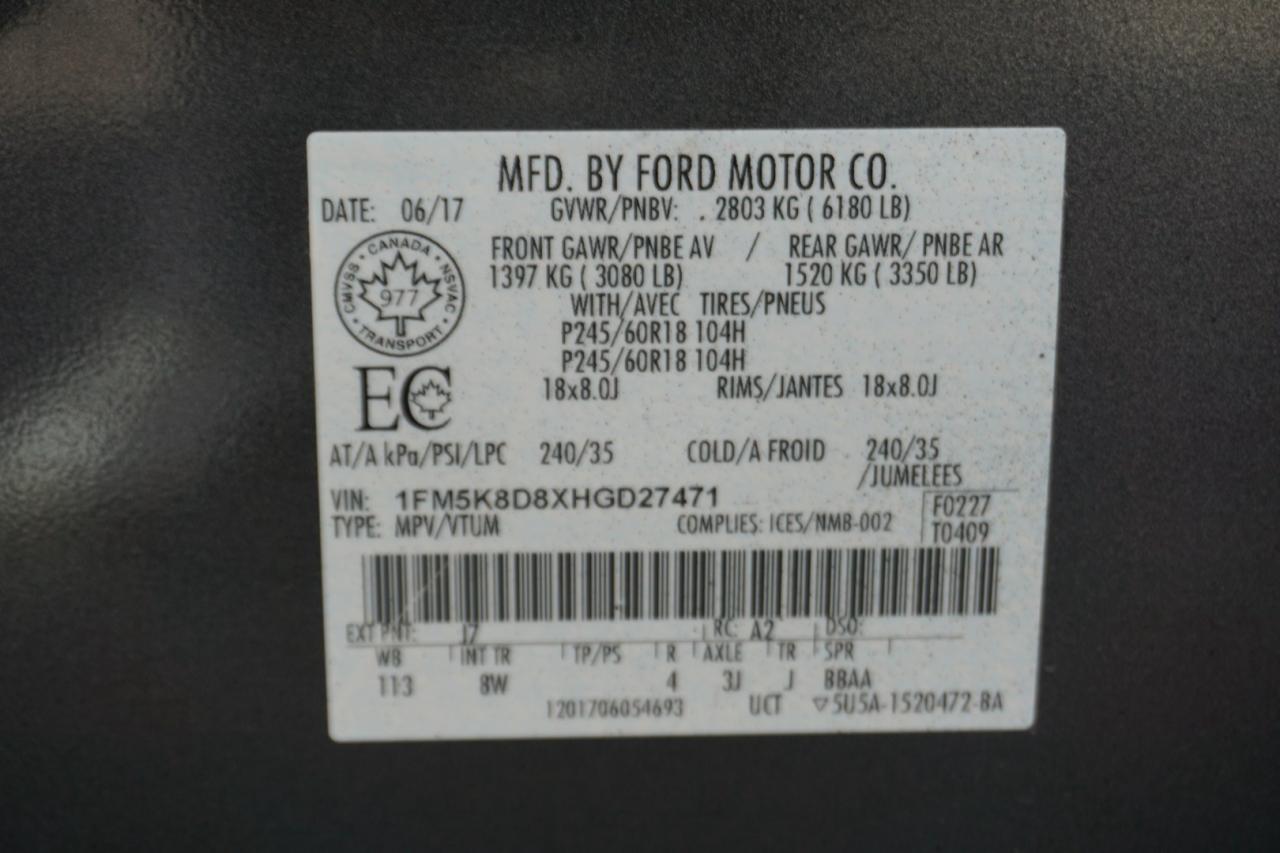 MFD. BY FORD MOTOR CO.
DATE: 06/17 GVWR/PNBV: . 2803 KG ( 6180 LB)
FRONT GAWR/PNBE AV / REAR GAWR/ PNBE AR
1397 KG ( 3080 LB) 1520 KG ( 3350 LB)
WITH/AVEC TIRES/PNEUS
P245/60R18 104H
P245/60R18 104H
18x8.0J RIMS/JANTES 18x8.0J
CANADA
CMVSS 977 NSVAC
TRANSPORT
EC
AT/A kPa/PSI/LPC 240/35 COLD/A FROID 240/35
/JUMELEES
VIN: 1FM5K8D8XHGD27471 F0227
TYPE: MPV/VTUM COMPLIES: ICES/NMB-002 T0409
EXT PNT: J7 RC: A2 DSO:
WB INT TR TP/PS R AXLE TR SPR
113 8W 4 3J J BBAA
1201706054693 UCT ▽5U5A-1520472-BA